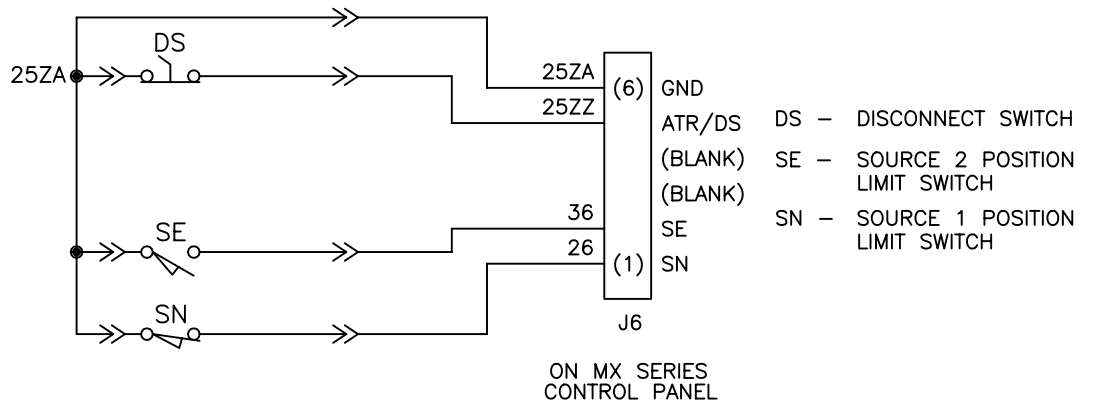 DS
25ZA
25ZA
(6) GND
25ZZ
ATR/DS
(BLANK)
(BLANK)
36
SE
26
(1) SN
SE
SN
J6
ON MX SERIES
CONTROL PANEL
DS – DISCONNECT SWITCH
SE – SOURCE 2 POSITION
LIMIT SWITCH
SN – SOURCE 1 POSITION
LIMIT SWITCH